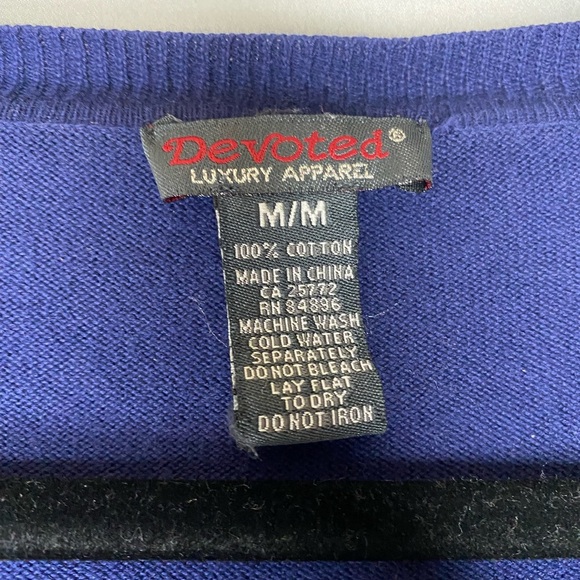 Devoted®
LUXURY APPAREL
M/M
100% COTTON
MADE IN CHINA
CA 25772
RN 84896
MACHINE WASH
COLD WATER
SEPARATELY
DO NOT BLEACH
LAY FLAT
TO DRY
DO NOT IRON